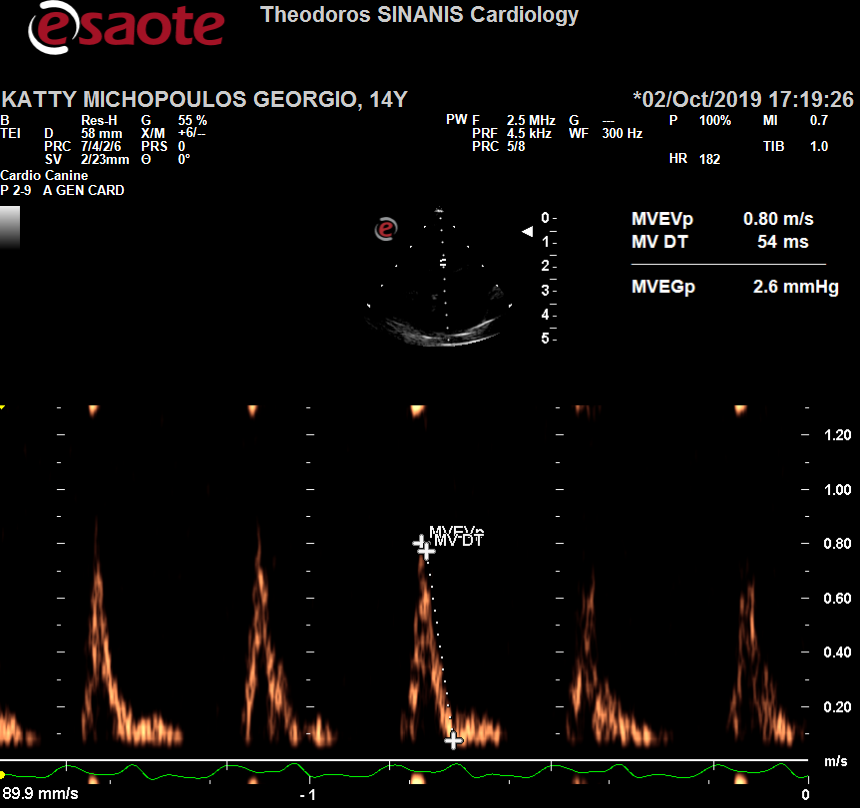 esaote
Theodoros SINANIS Cardiology
KATTY MICHOPOULOS GEORGIO, 14Y *02/Oct/2019 17:19:26
B Res-H G 55 % PW F 2.5 MHz G --- P 100% MI 0.7
TEI D 58 mm X/M +6/-- PRF 4.5 kHz WF 300 Hz
PRC 7/4/2/6 PRS 0 PRC 5/8 TIB 1.0
SV 2/23mm Θ 0° HR 182
Cardio Canine
P 2-9 A GEN CARD
MVEVp 0.80 m/s
MV DT 54 ms
MVEGp 2.6 mmHg
0
1
2
3
4
5
1.20
1.00
MVEVp
MV DT
0.80
0.60
0.40
0.20
m/s
89.9 mm/s -1 0